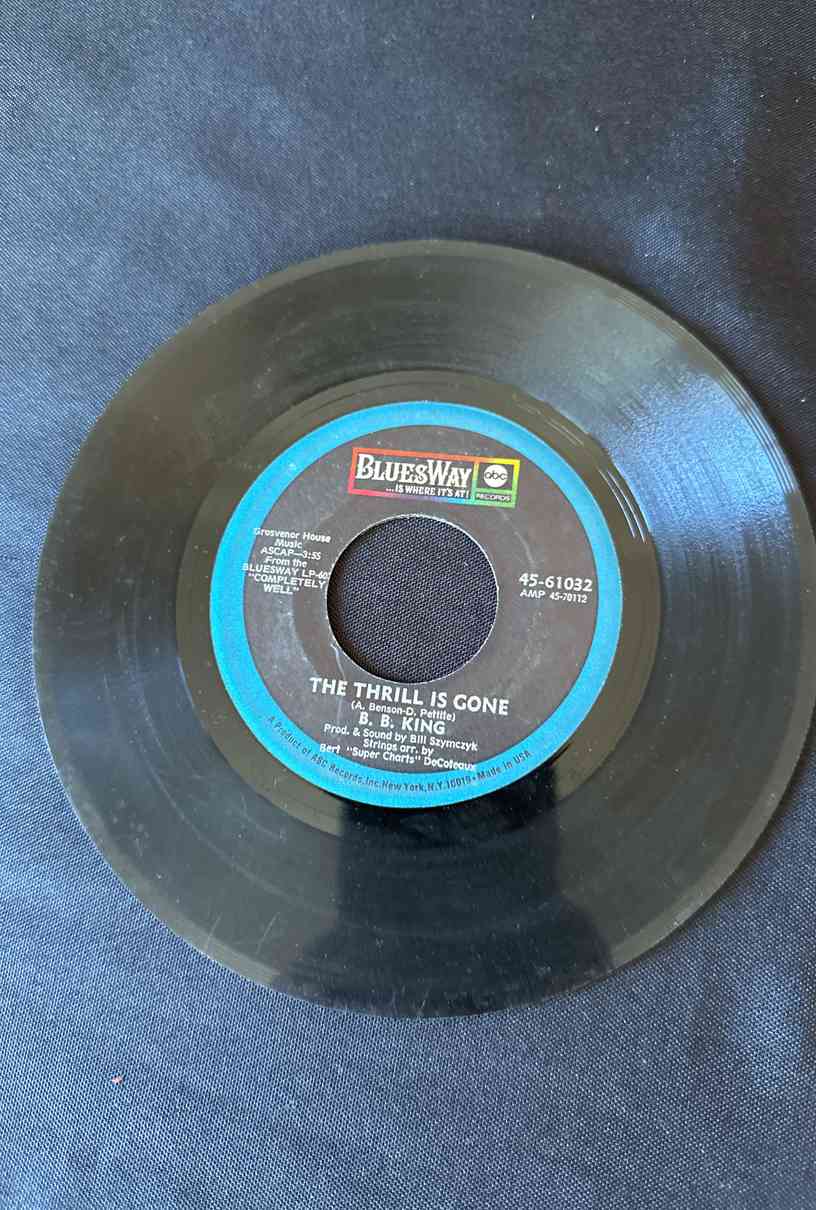 BLUESWAY
...IS WHERE IT'S AT!
abc
RECORDS
Grosvenor House
Music
ASCAP—3:55
From the
BLUESWAY LP-60
"COMPLETELY
WELL"
45-61032
AMP 45-70112
THE THRILL IS GONE
(A. Benson-D. Pettite)
B. B. KING
Prod. & Sound by Bill Szymczyk
Strings arr. by
Bert "Super Charts" DeCoteaux
A Product of ABC Records, Inc. New York, N.Y. 10019 • Made in USA